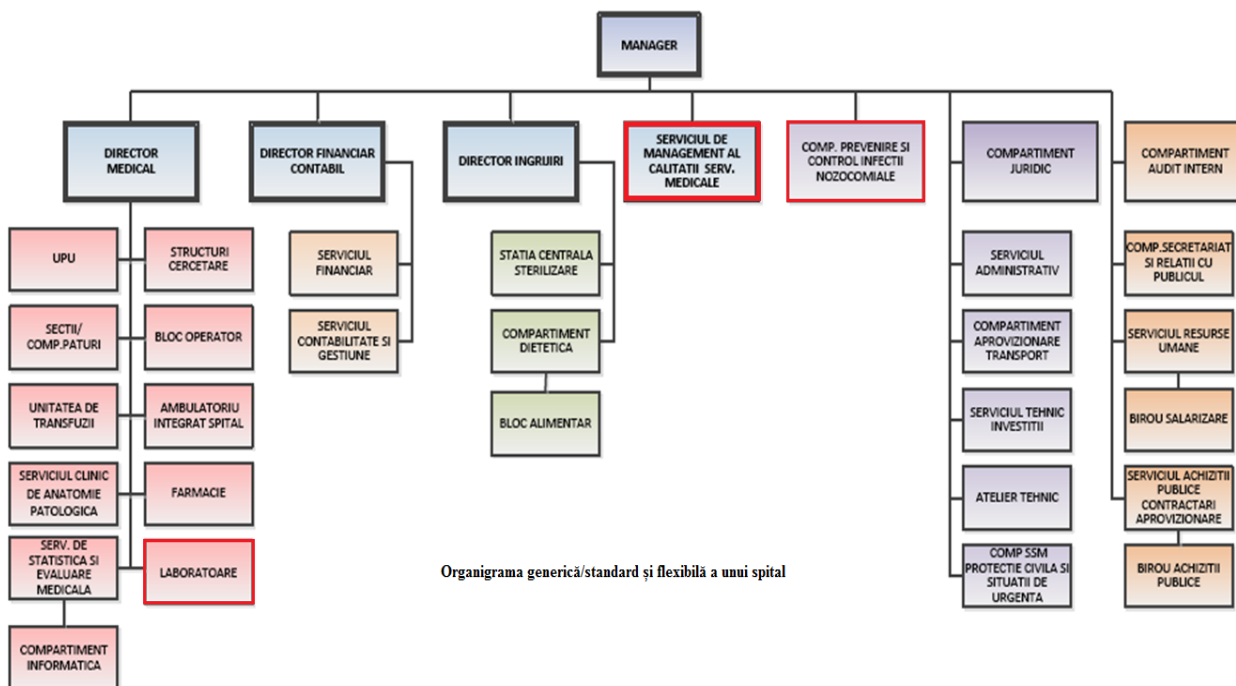 MANAGER
DIRECTOR
MEDICAL
DIRECTOR FINANCIAR
CONTABIL
DIRECTOR INGRIJIRI
SERVICIUL DE
MANAGEMENT AL
CALITATII SERV.
MEDICALE
COMP. PREVENIRE SI
CONTROL INFECTII
NOZOCOMIALE
COMPARTIMENT
JURIDIC
COMPARTIMENT
AUDIT INTERN
UPU
STRUCTURI
CERCETARE
SERVICIUL
FINANCIAR
STATIA CENTRALA
STERILIZARE
SERVICIUL
ADMINISTRATIV
COMP.SECRETARIAT
SI RELATII CU
PUBLICUL
SECTII/
COMP.PATURI
BLOC OPERATOR
SERVICIUL
CONTABILITATE SI
GESTIUNE
COMPARTIMENT
DIETETICA
COMPARTIMENT
APROVIZIONARE
TRANSPORT
SERVICIUL RESURSE
UMANE
UNITATEA DE
TRANSFUZII
AMBULATORIU
INTEGRAT SPITAL
BLOC ALIMENTAR
SERVICIUL TEHNIC
INVESTITII
BIROU SALARIZARE
SERVICIUL CLINIC
DE ANATOMIE
PATOLOGICA
FARMACIE
ATELIER TEHNIC
SERVICIUL ACHIZITII
PUBLICE
CONTRACTARI
APROVIZIONARE
SERV. DE
STATISTICA SI
EVALUARE
MEDICALA
LABORATOARE
Organigrama generică/standard și flexibilă a unui spital
COMP SSM
PROTECTIE CIVILA SI
SITUATII DE
URGENTA
BIROU ACHIZITII
PUBLICE
COMPARTIMENT
INFORMATICA